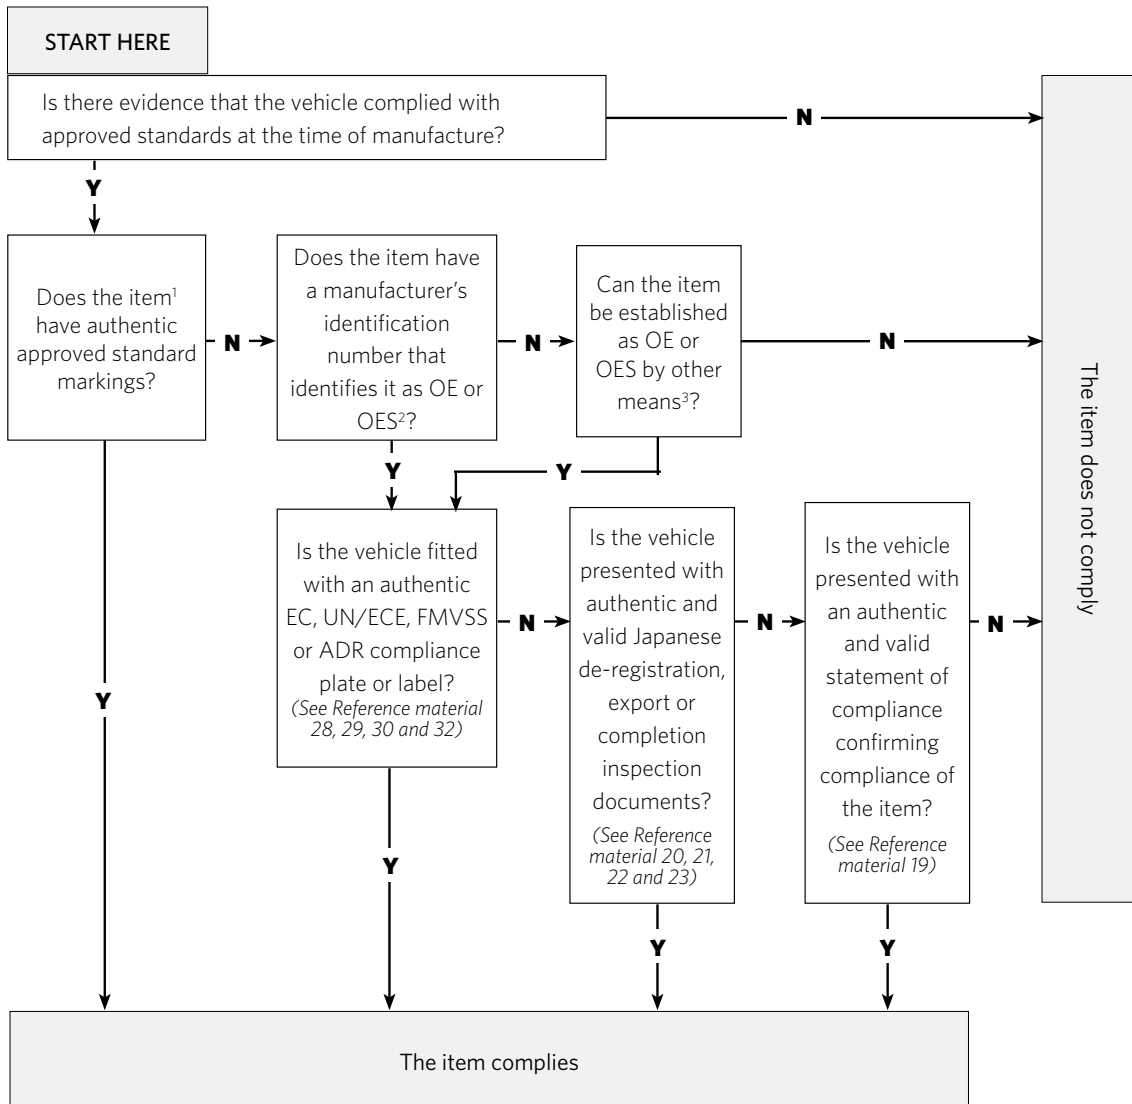 START HERE
Is there evidence that the vehicle complied with
approved standards at the time of manufacture?
N
Y
Does the item¹
have authentic
approved standard
markings?
N
Does the item have
a manufacturer’s
identification
number that
identifies it as OE or
OES²?
N
Can the item
be established
as OE or
OES by other
means³?
N
The item does not comply
Y
Y
Y
Is the vehicle fitted
with an authentic
EC, UN/ECE, FMVSS
or ADR compliance
plate or label?
(See Reference material
28, 29, 30 and 32)
N
Is the vehicle
presented with
authentic and
valid Japanese
de-registration,
export or
completion
inspection
documents?
(See Reference
material 20, 21,
22 and 23)
N
Is the vehicle
presented with
an authentic
and valid
statement of
compliance
confirming
compliance of
the item?
(See Reference
material 19)
N
Y
Y
Y
The item complies